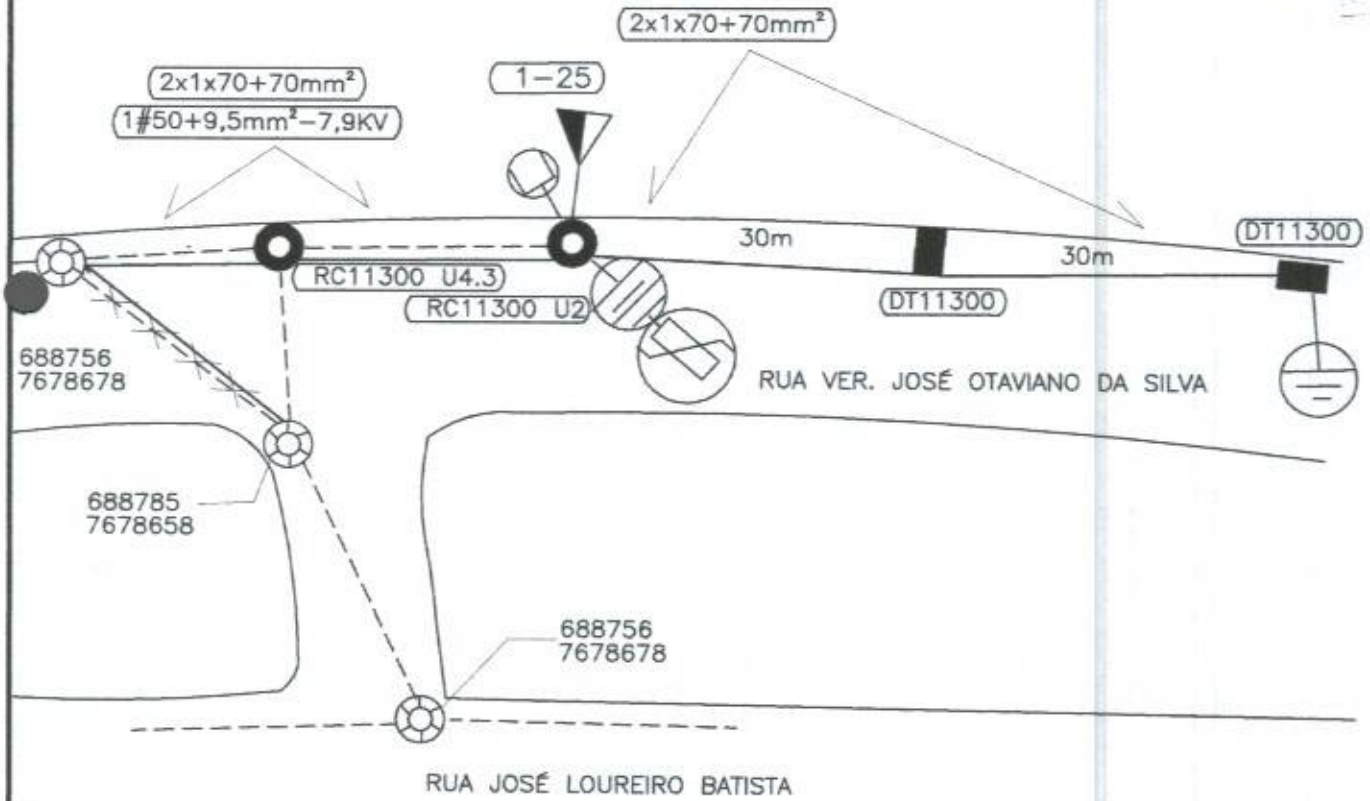 2x1x70+70mm²
2x1x70+70mm²
1#50+9,5mm²-7,9KV
1-25
30m
30m
DT11300
RC11300 U4.3
RC11300 U2
DT11300
688756
7678678
RUA VER. JOSÉ OTAVIANO DA SILVA
688785
7678658
688756
7678678
RUA JOSÉ LOUREIRO BATISTA